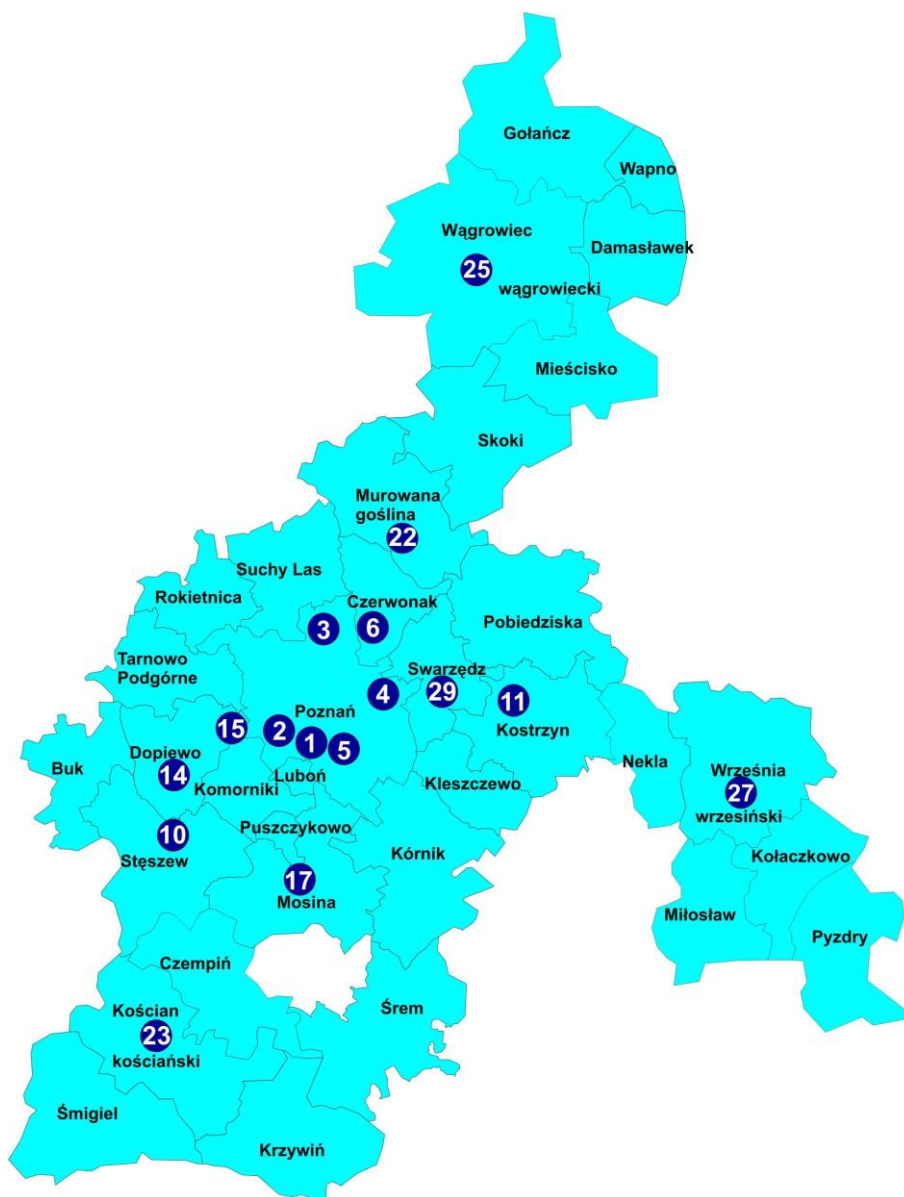 Gołańcz
Wapno
Wągrowiec
Damasławek
25
wągrowiecki
Mieścisko
Skoki
Murowana
goślina
22
Suchy Las
Rokietnica
Czerwonak
3
6
Pobiedziska
Tarnowo
Podgórne
Swarzędz
4
29
11
Kostrzyn
Poznań
15
2
1
5
Buk
Dopiewo
14
Komorniki
Luboń
Kleszczewo
Nekla
Września
27
wrzesiński
Puszczykowo
10
Stęszew
Kórnik
Kołaczkowo
17
Mosina
Miłosław
Pyzdry
Czempiń
Kościan
23
kościański
Śrem
Śmigiel
Krzywiń